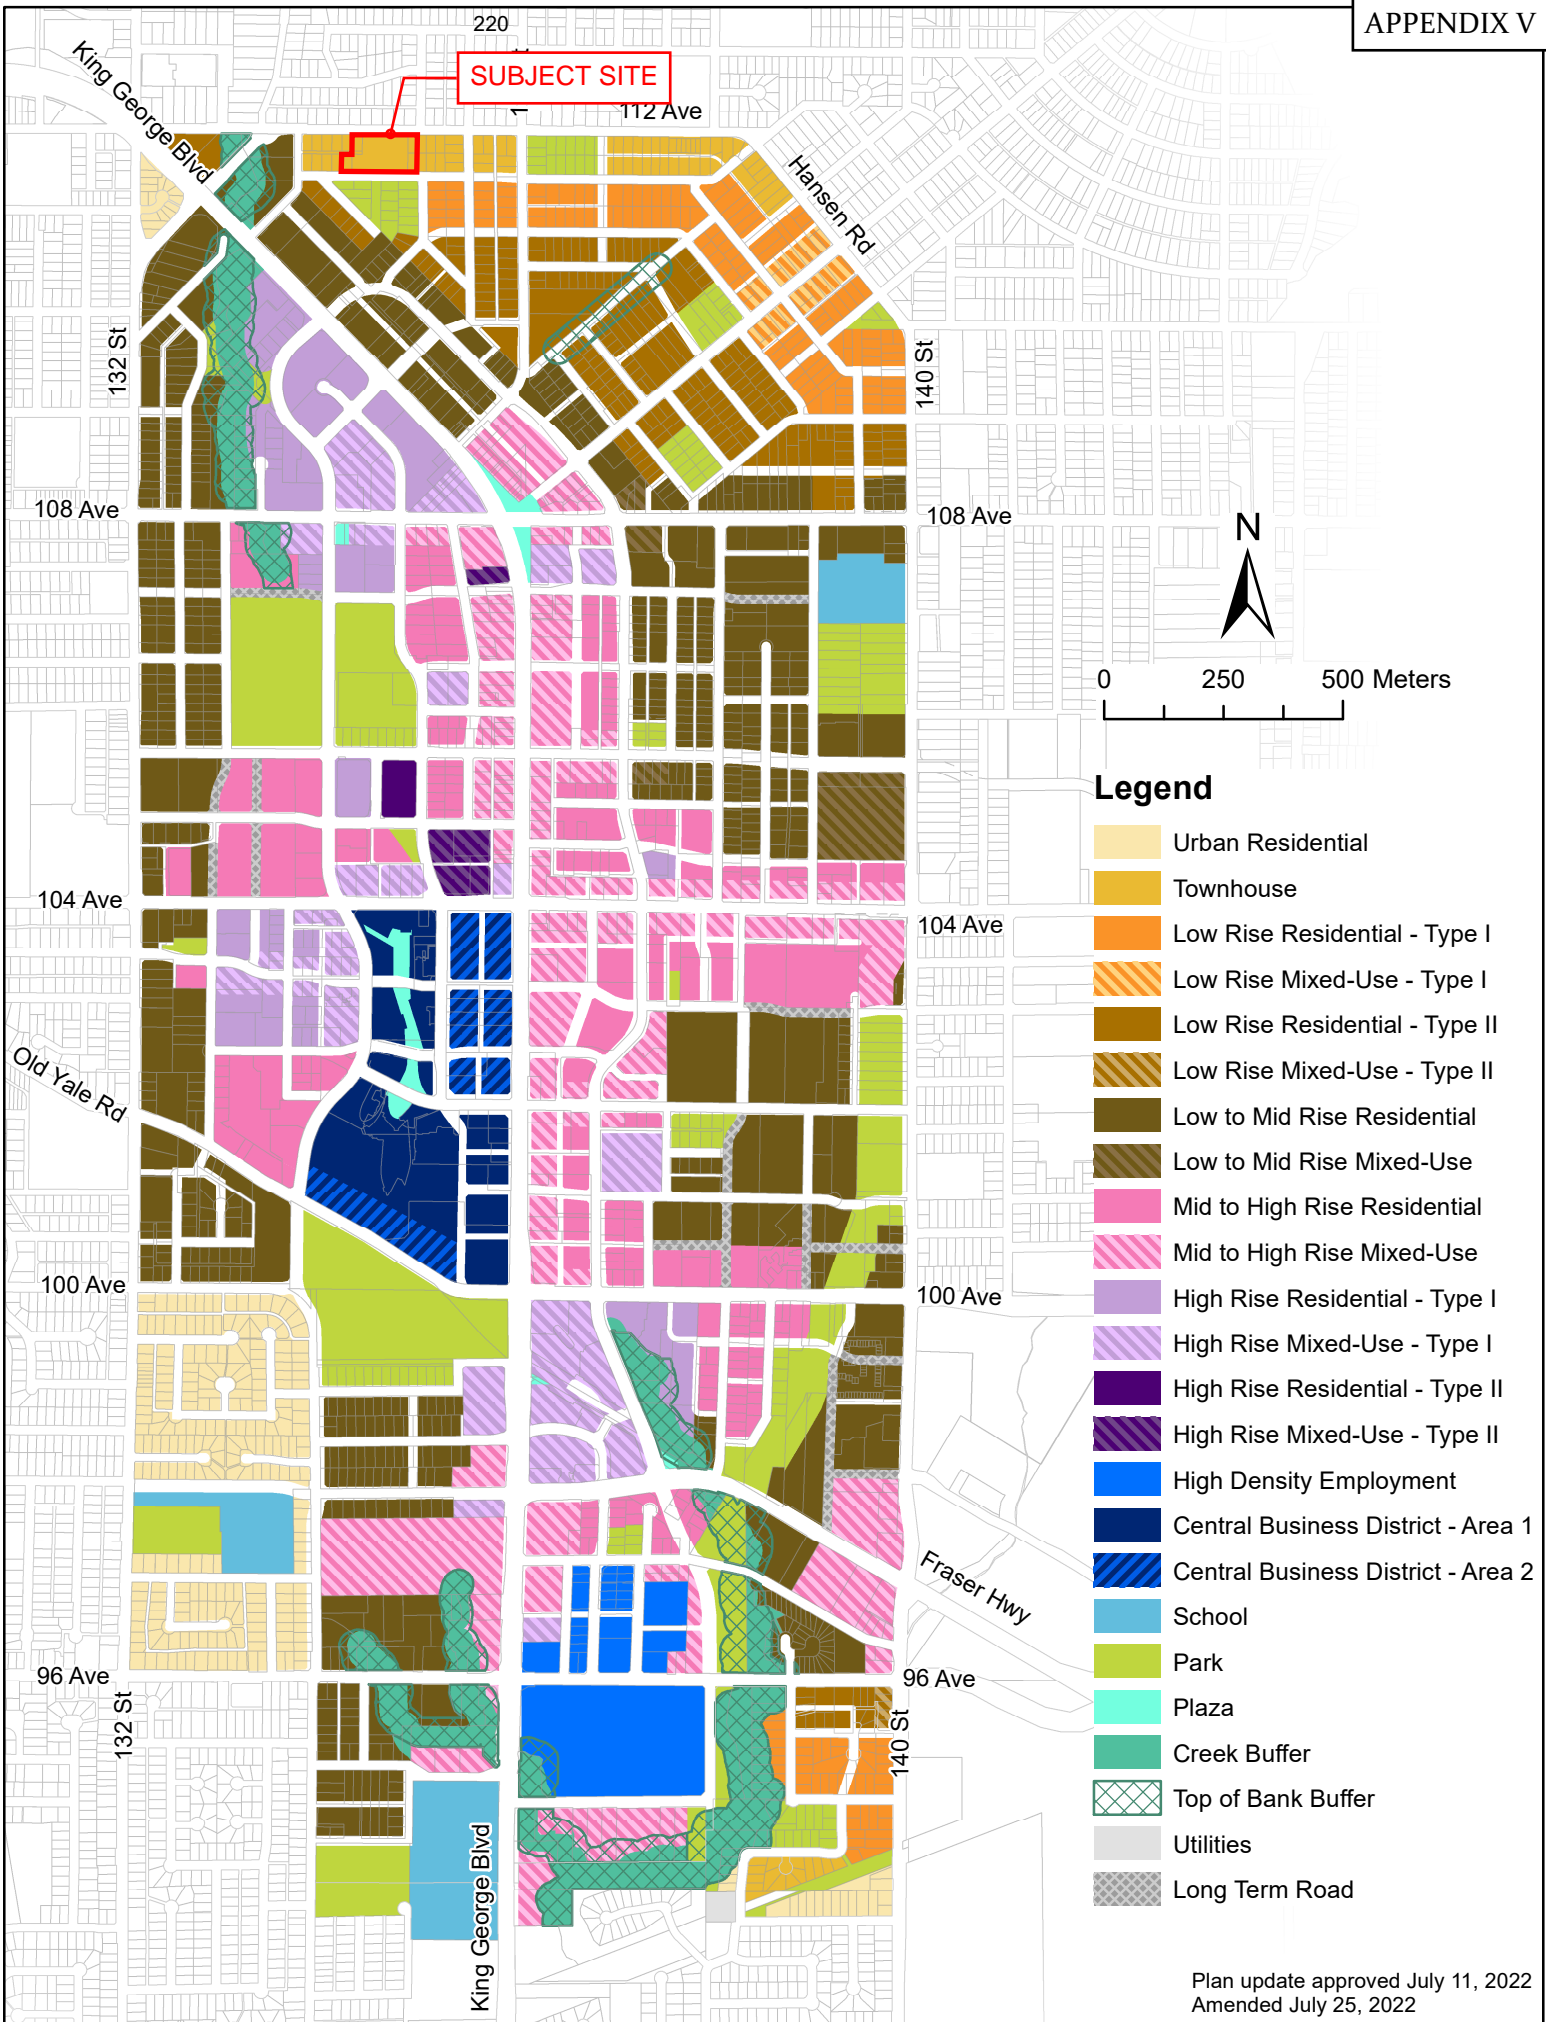 APPENDIX V
220
SUBJECT SITE
112 Ave
King George Blvd
Hansen Rd
132 St
140 St
108 Ave
108 Ave
N
0 250 500 Meters
Legend
Urban Residential
Townhouse
Low Rise Residential - Type I
Low Rise Mixed-Use - Type I
Low Rise Residential - Type II
Low Rise Mixed-Use - Type II
Low to Mid Rise Residential
Low to Mid Rise Mixed-Use
Mid to High Rise Residential
Mid to High Rise Mixed-Use
High Rise Residential - Type I
High Rise Mixed-Use - Type I
High Rise Residential - Type II
High Rise Mixed-Use - Type II
High Density Employment
Central Business District - Area 1
Central Business District - Area 2
School
Park
Plaza
Creek Buffer
Top of Bank Buffer
Utilities
Long Term Road
104 Ave
104 Ave
Old Yale Rd
100 Ave
100 Ave
Fraser Hwy
96 Ave
96 Ave
132 St
140 St
King George Blvd
Plan update approved July 11, 2022
Amended July 25, 2022